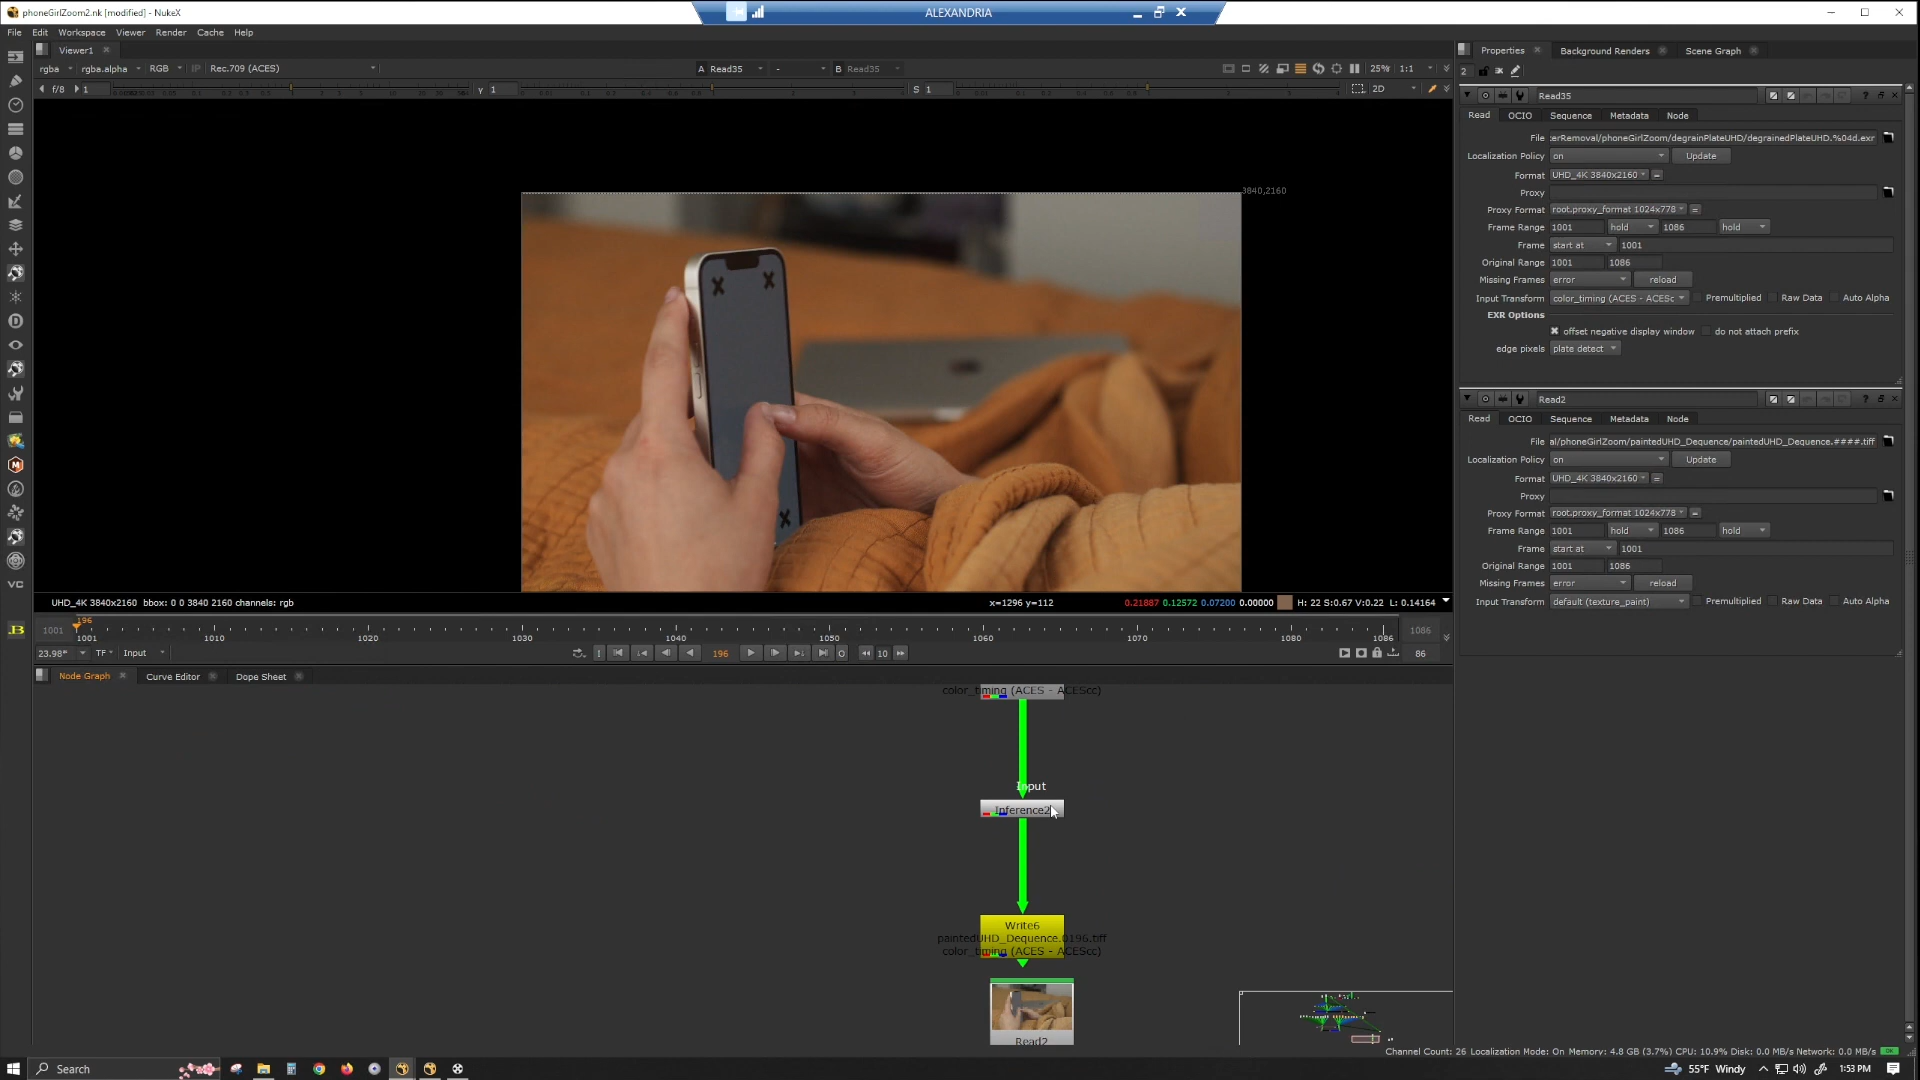 phoneGirlZoom2.nk [modified] - NukeX
ALEXANDRIA
File Edit Workspace Viewer Render Cache Help
Viewer1
rgba rgba.alpha RGB IP Rec.709 (ACES) A Read35 - B Read35 25% 1:1
f/8 1 γ 1 S 1 2D
3840,2160
UHD_4K 3840x2160 bbox: 0 0 3840 2160 channels: rgb x=1296 y=112 0.21887 0.12572 0.07200 0.00000 H: 22 S:0.67 V:0.22 L: 0.14164
196
1001 1001 1010 1020 1030 1040 1050 1060 1070 1080 1086 1086
23.98* TF Input 196 10 86
Node Graph Curve Editor Dope Sheet
color_timing (ACES - ACEScc)
Input
Inference2
Write6
paintedUHD_Dequence.0196.tiff
color_timing (ACES - ACEScc)
Read2
Properties Background Renders Scene Graph
2
Read35
Read OCIO Sequence Metadata Node
File :erRemoval/phoneGirlZoom/degrainPlateUHD/degrainedPlateUHD.%04d.exr
Localization Policy on Update
Format UHD_4K 3840x2160 =
Proxy
Proxy Format root.proxy_format 1024x778 =
Frame Range 1001 hold 1086 hold
Frame start at 1001
Original Range 1001 1086
Missing Frames error reload
Input Transform color_timing (ACES - ACESc Premultiplied Raw Data Auto Alpha
EXR Options
offset negative display window do not attach prefix
edge pixels plate detect
Read2
Read OCIO Sequence Metadata Node
File al/phoneGirlZoom/paintedUHD_Dequence/paintedUHD_Dequence.####.tiff
Localization Policy on Update
Format UHD_4K 3840x2160 =
Proxy
Proxy Format root.proxy_format 1024x778 =
Frame Range 1001 hold 1086 hold
Frame start at 1001
Original Range 1001 1086
Missing Frames error reload
Input Transform default (texture_paint) Premultiplied Raw Data Auto Alpha
Channel Count: 26 Localization Mode: On Memory: 4.8 GB (3.7%) CPU: 10.9% Disk: 0.0 MB/s Network: 0.0 MB/s
Search
55°F Windy 1:53 PM